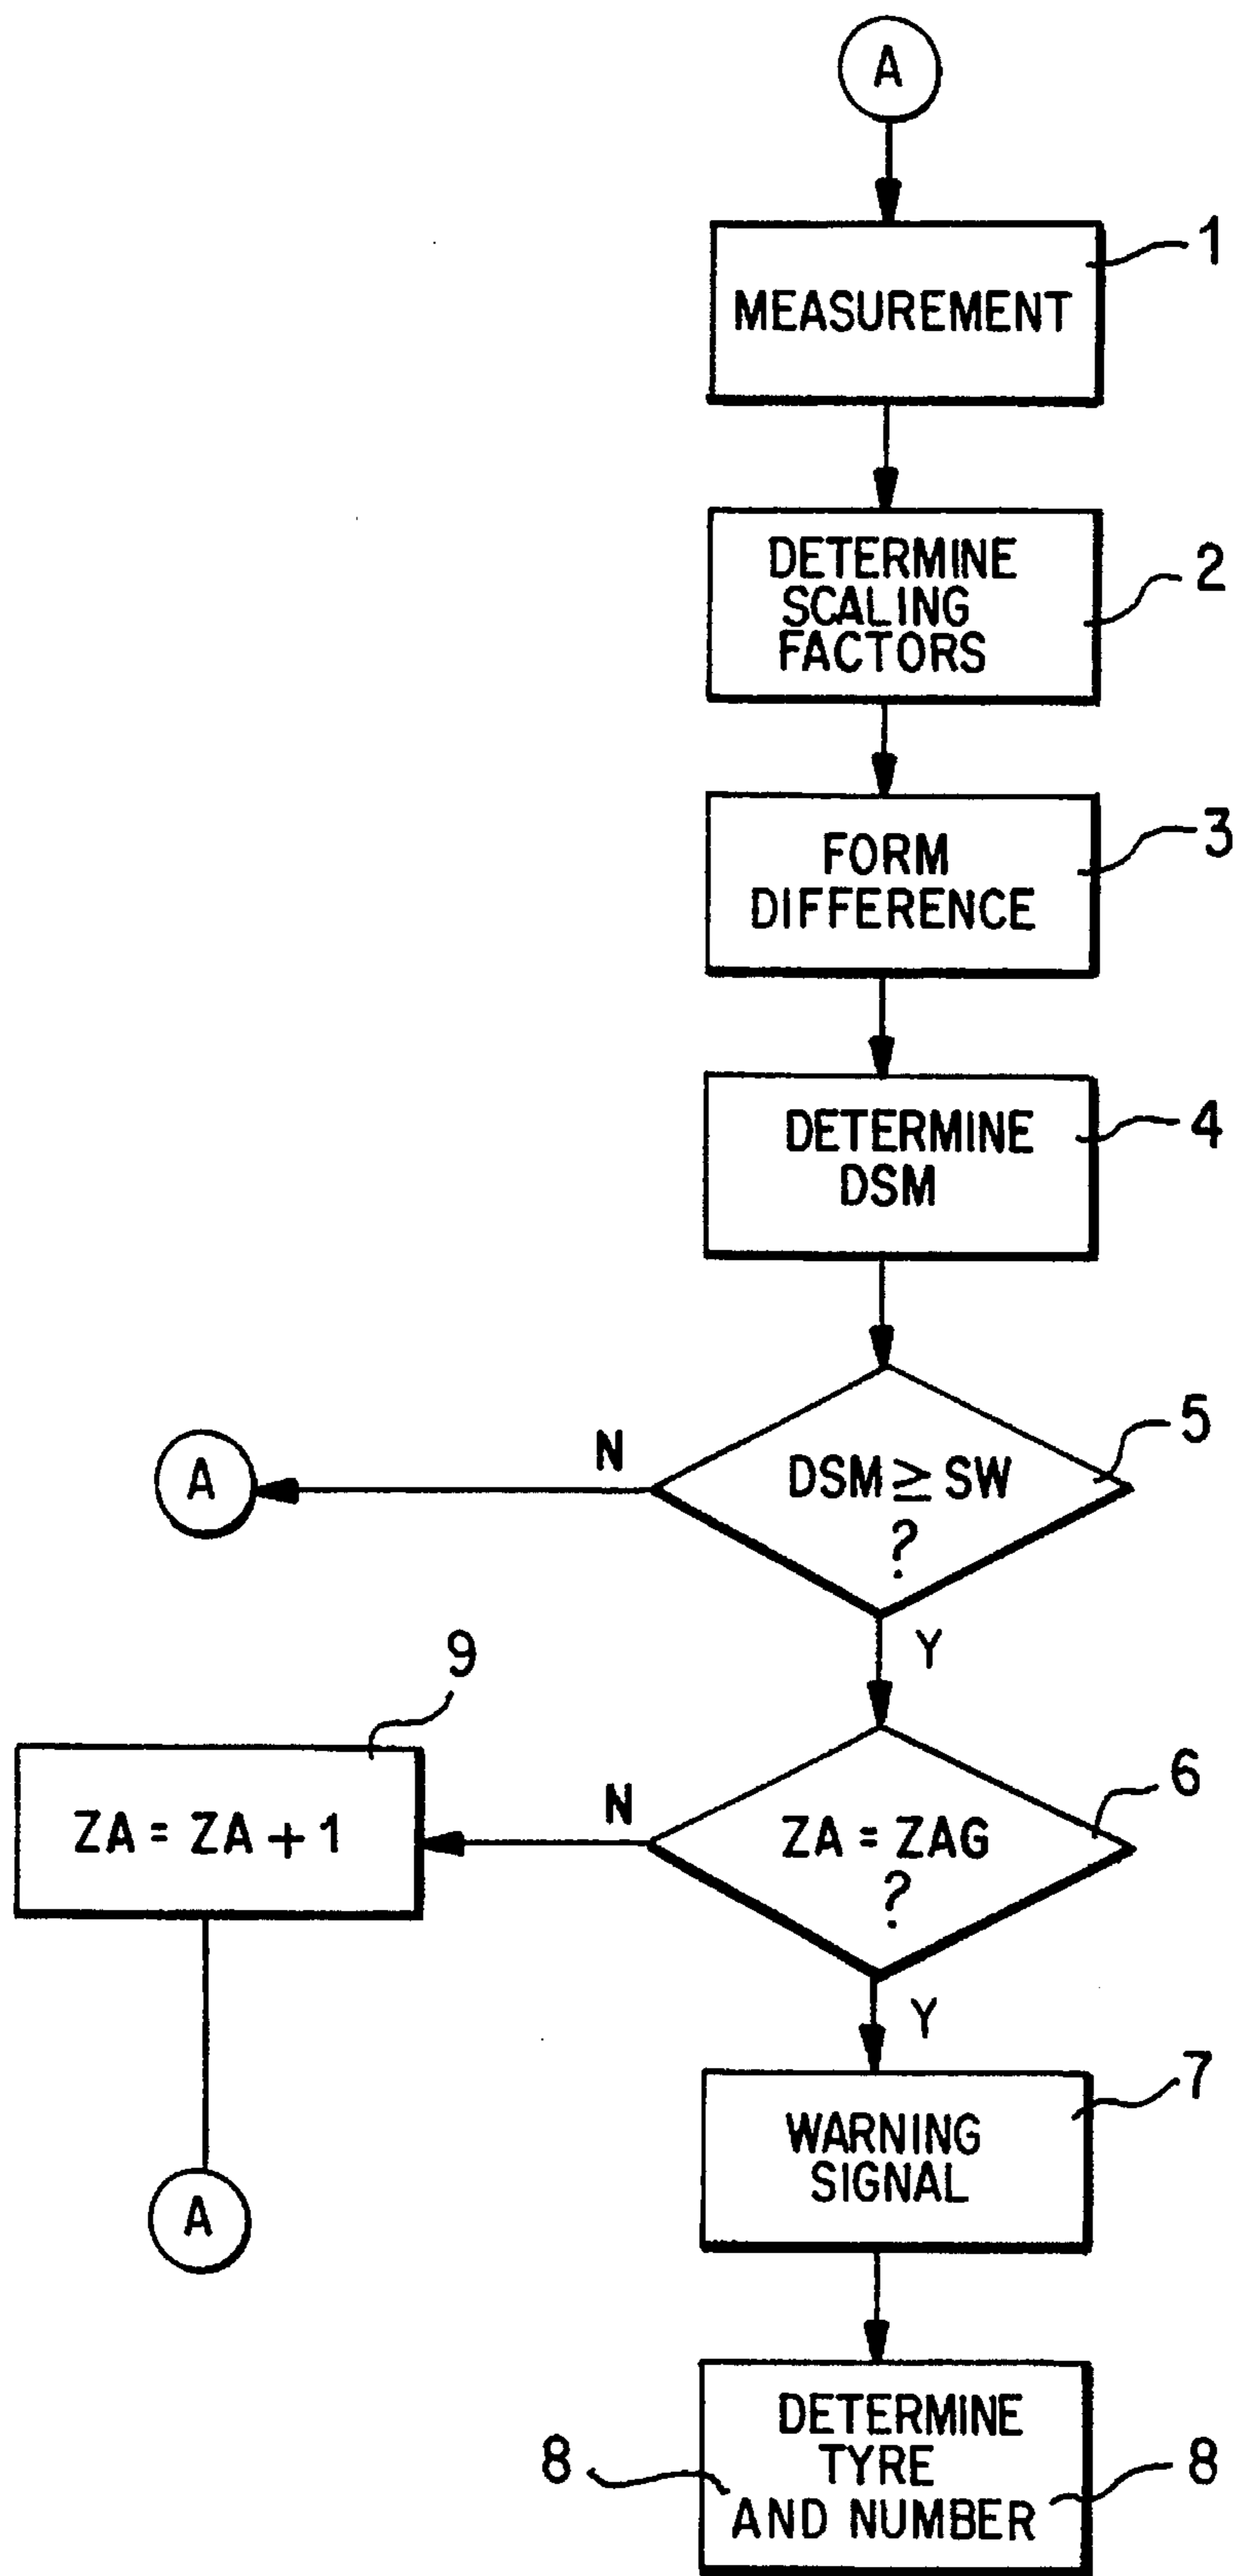 A
1
MEASUREMENT
2
DETERMINE
SCALING
FACTORS
3
FORM
DIFFERENCE
4
DETERMINE
DSM
5
DSM ≥ SW
?
N
A
Y
6
ZA = ZAG
?
N
9
ZA = ZA + 1
A
Y
7
WARNING
SIGNAL
8
DETERMINE
TYRE
AND NUMBER
8